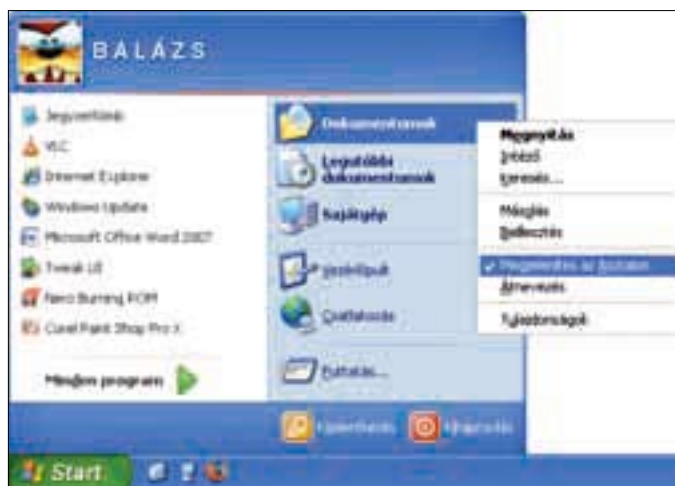 BALÁZS
Jegyzettömb
VLC
Internet Explorer
Windows Update
Microsoft Office Word 2007
Tweak UI
Nero Burning ROM
Corel Paint Shop Pro X
Minden program
Dokumentumok
Legutóbbi
dokumentumok
Sajátgép
Vezérlőpult
Csatlakozás
Futtatás...
Kijelentkezés
Kikapcsolás
Start
Megnyitás
Intéző
Keresés...
Másolás
Beillesztés
Megjelenítés az Asztalon
Átnevezés
Tulajdonságok